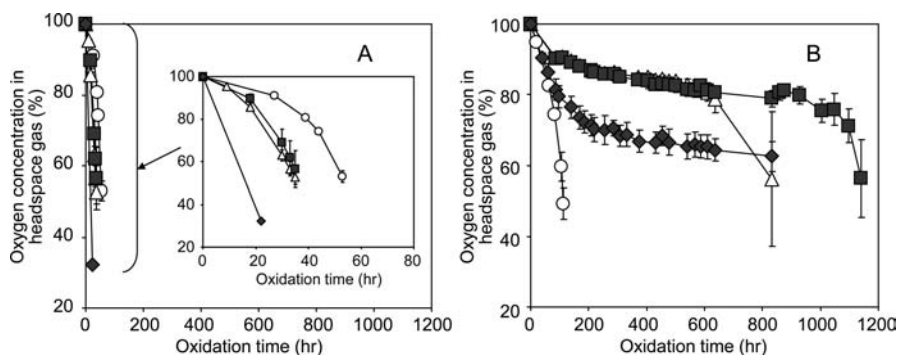 A
Oxygen concentration in
headspace gas (%)
100
80
60
40
20
0 200 400 600 800 1000 1200
Oxidation time (hr)
100
80
60
40
20
0 20 40 60 80
Oxidation time (hr)
B
Oxygen concentration in
headspace gas (%)
100
80
60
40
20
0 200 400 600 800 1000 1200
Oxidation time (hr)